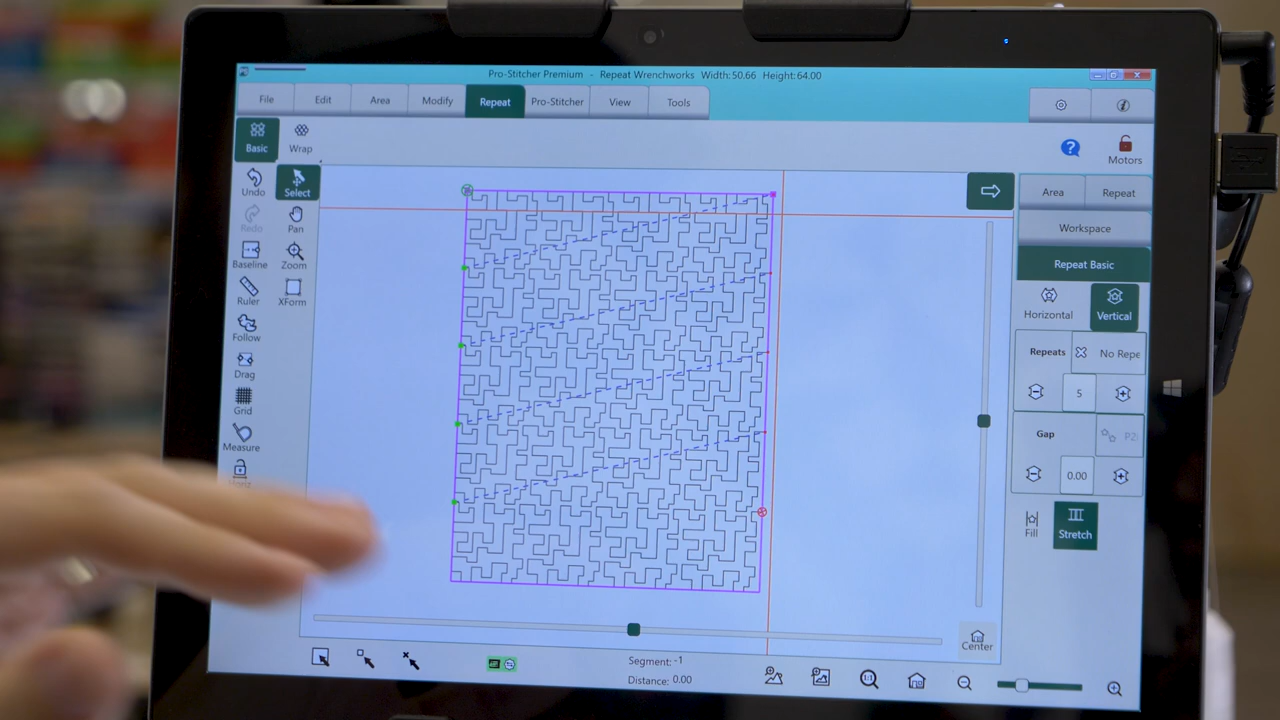 Pro-Stitcher Premium - Repeat Wrenchworks Width:50.66 Height:64.00
File Edit Area Modify Repeat Pro-Stitcher View Tools
Basic Wrap
Motors
Undo Select
Redo Pan
Baseline Zoom
Ruler XForm
Follow
Drag
Grid
Measure
Horiz
Area Repeat
Workspace
Repeat Basic
Horizontal Vertical
Repeats No Repe
5
Gap
0.00
Fill Stretch
Center
Segment: -1
Distance: 0.00
1:1